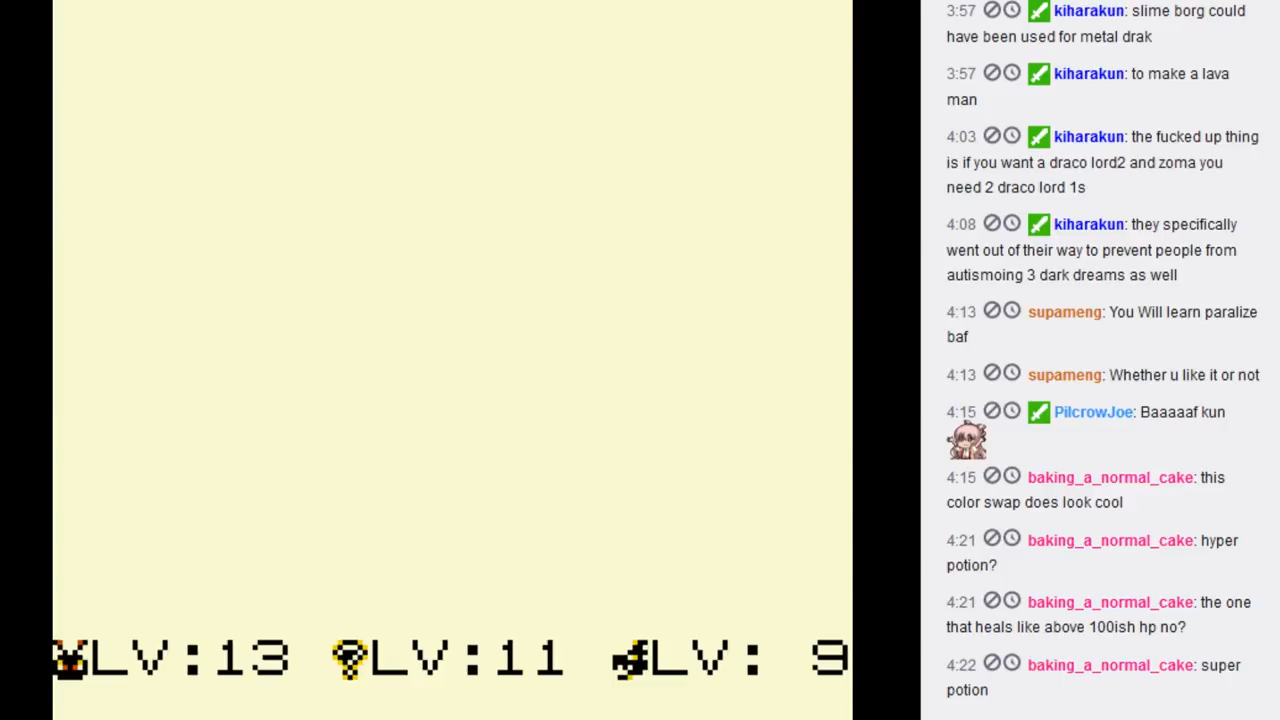 3:57 kiharakun: slime borg could
have been used for metal drak
3:57 kiharakun: to make a lava
man
4:03 kiharakun: the fucked up thing
is if you want a draco lord2 and zoma you
need 2 draco lord 1s
4:08 kiharakun: they specifically
went out of their way to prevent people from
autismoing 3 dark dreams as well
4:13 supameng: You Will learn paralize
baf
4:13 supameng: Whether u like it or not
4:15 PilcrowJoe: Baaaaaf kun
4:15 baking_a_normal_cake: this
color swap does look cool
4:21 baking_a_normal_cake: hyper
potion?
4:21 baking_a_normal_cake: the one
that heals like above 100ish hp no?
4:22 baking_a_normal_cake: super
potion
LV:13 LV:11 LV: 9